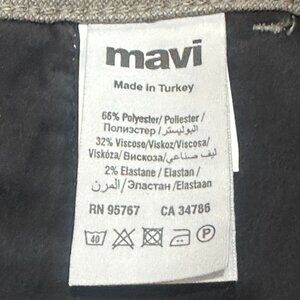 mavi
Made in Turkey
66% Polyester/ Poliester /
Полиэстер / البوليستر/
32% Viscose/Viskoz/Viscosa/
Viskóza/ Вискоза/ ليف صناعي/
2% Elastane / Elastan /
المرن/ Эластан /Elastaan
RN 95767 CA 34786
40 P